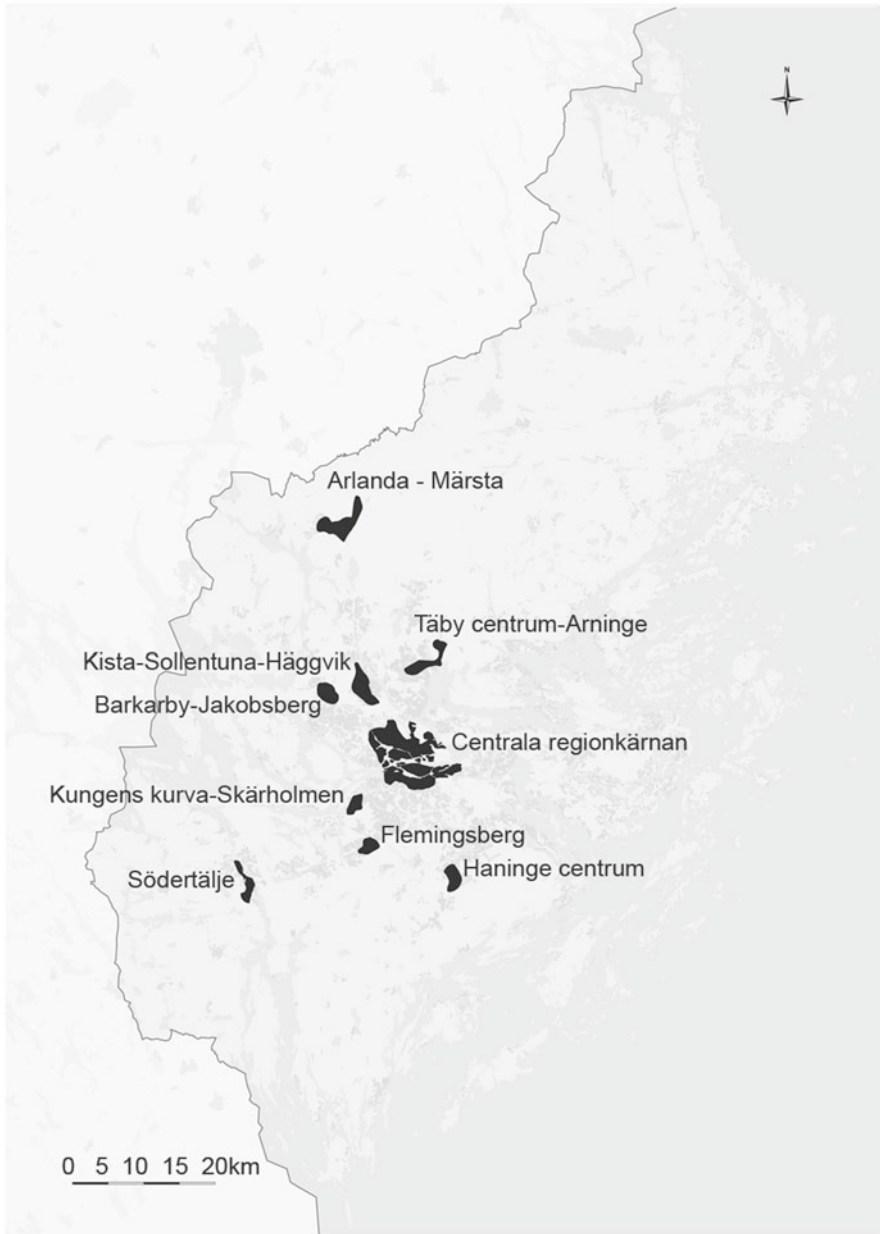 N
Arlanda - Märsta
Täby centrum-Arninge
Kista-Sollentuna-Häggvik
Barkarby-Jakobsberg
Centrala regionkärnan
Kungens kurva-Skärholmen
Flemingsberg
Haninge centrum
Södertälje
0 5 10 15 20km